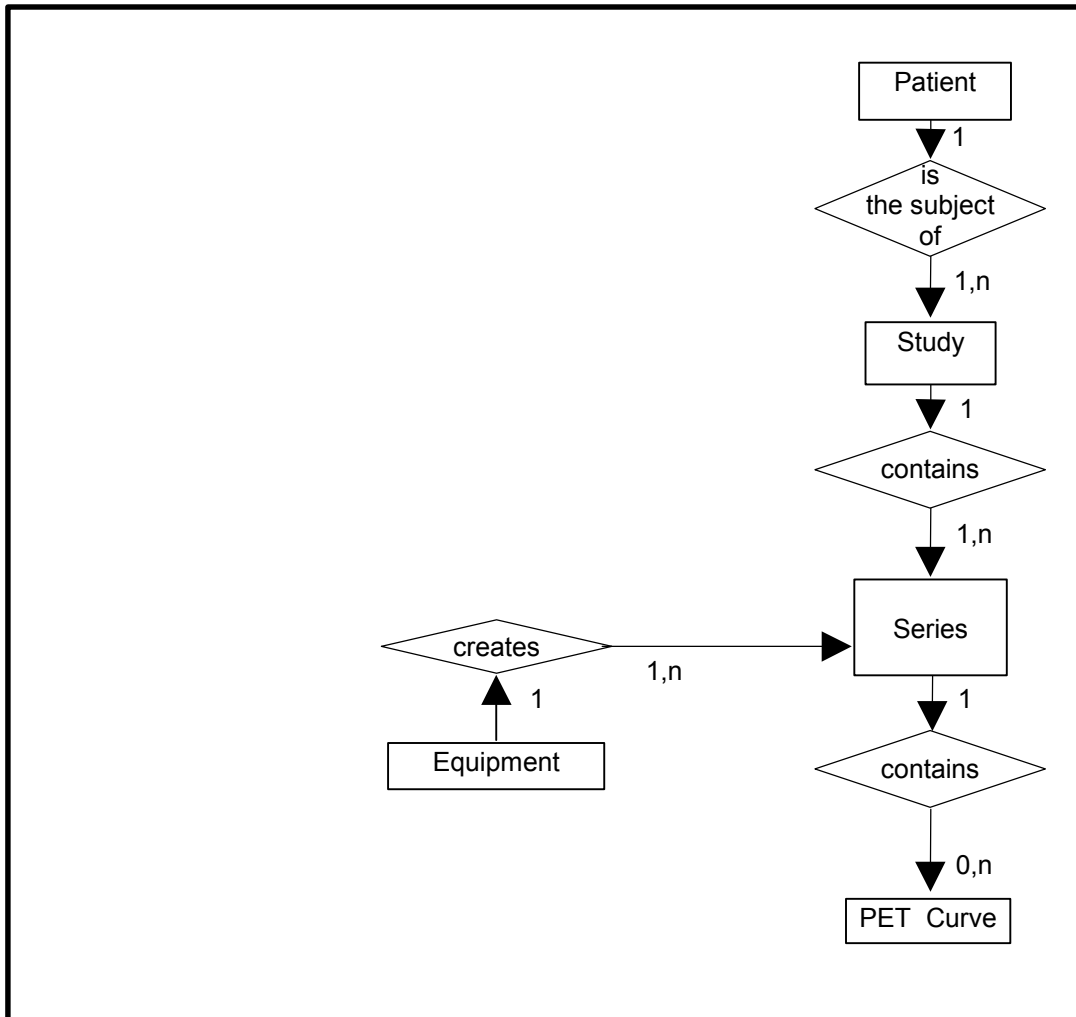 Patient
1
is
the subject
of
1,n
Study
1
contains
1,n
Series
creates
1,n
1
1
Equipment
contains
0,n
PET Curve